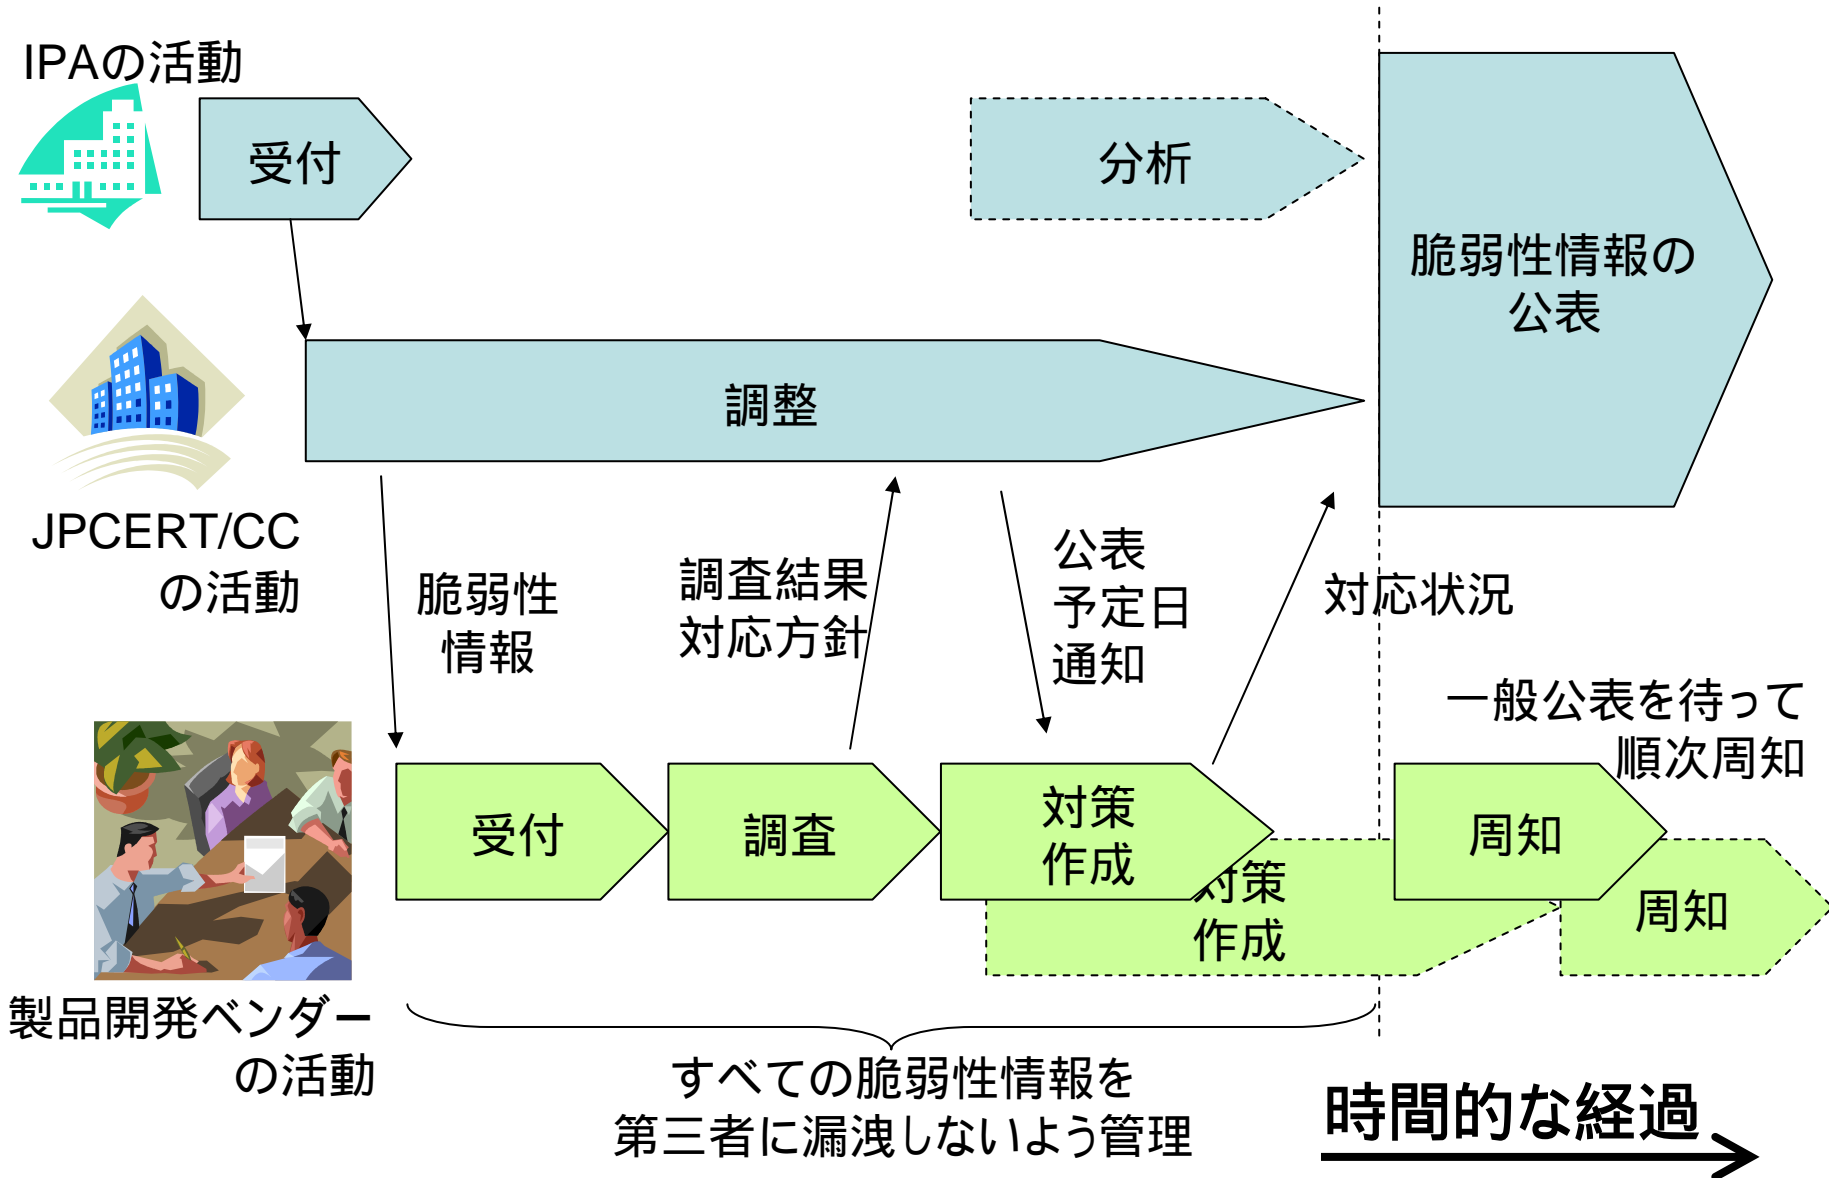 IPAの活動
受付
分析
脆弱性情報の
公表
調整
JPCERT/CC
の活動
脆弱性
情報
調査結果
対応方針
公表
予定日
通知
対応状況
一般公表を待って
順次周知
受付
調査
対策
作成
対策
作成
周知
周知
製品開発ベンダー
の活動
すべての脆弱性情報を
第三者に漏洩しないよう管理
時間的な経過